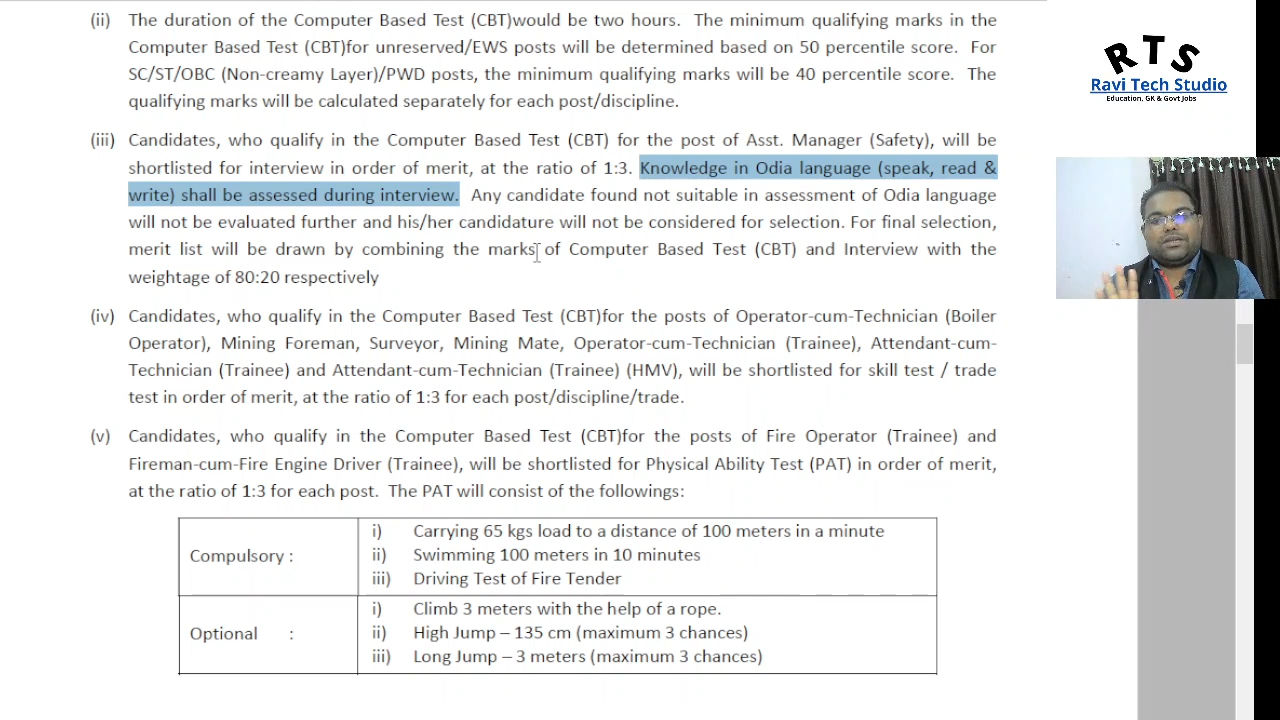 (ii) The duration of the Computer Based Test (CBT)would be two hours. The minimum qualifying marks in the
Computer Based Test (CBT)for unreserved/EWS posts will be determined based on 50 percentile score. For
SC/ST/OBC (Non-creamy Layer)/PWD posts, the minimum qualifying marks will be 40 percentile score. The
qualifying marks will be calculated separately for each post/discipline.
(iii) Candidates, who qualify in the Computer Based Test (CBT) for the post of Asst. Manager (Safety), will be
shortlisted for interview in order of merit, at the ratio of 1:3. Knowledge in Odia language (speak, read &
write) shall be assessed during interview. Any candidate found not suitable in assessment of Odia language
will not be evaluated further and his/her candidature will not be considered for selection. For final selection,
merit list will be drawn by combining the marks of Computer Based Test (CBT) and Interview with the
weightage of 80:20 respectively
(iv) Candidates, who qualify in the Computer Based Test (CBT)for the posts of Operator-cum-Technician (Boiler
Operator), Mining Foreman, Surveyor, Mining Mate, Operator-cum-Technician (Trainee), Attendant-cum-
Technician (Trainee) and Attendant-cum-Technician (Trainee) (HMV), will be shortlisted for skill test / trade
test in order of merit, at the ratio of 1:3 for each post/discipline/trade.
(v) Candidates, who qualify in the Computer Based Test (CBT)for the posts of Fire Operator (Trainee) and
Fireman-cum-Fire Engine Driver (Trainee), will be shortlisted for Physical Ability Test (PAT) in order of merit,
at the ratio of 1:3 for each post. The PAT will consist of the followings:
Compulsory :
i) Carrying 65 kgs load to a distance of 100 meters in a minute
ii) Swimming 100 meters in 10 minutes
iii) Driving Test of Fire Tender
Optional :
i) Climb 3 meters with the help of a rope.
ii) High Jump – 135 cm (maximum 3 chances)
iii) Long Jump – 3 meters (maximum 3 chances)
RTS
Ravi Tech Studio
Education, GK & Govt Jobs